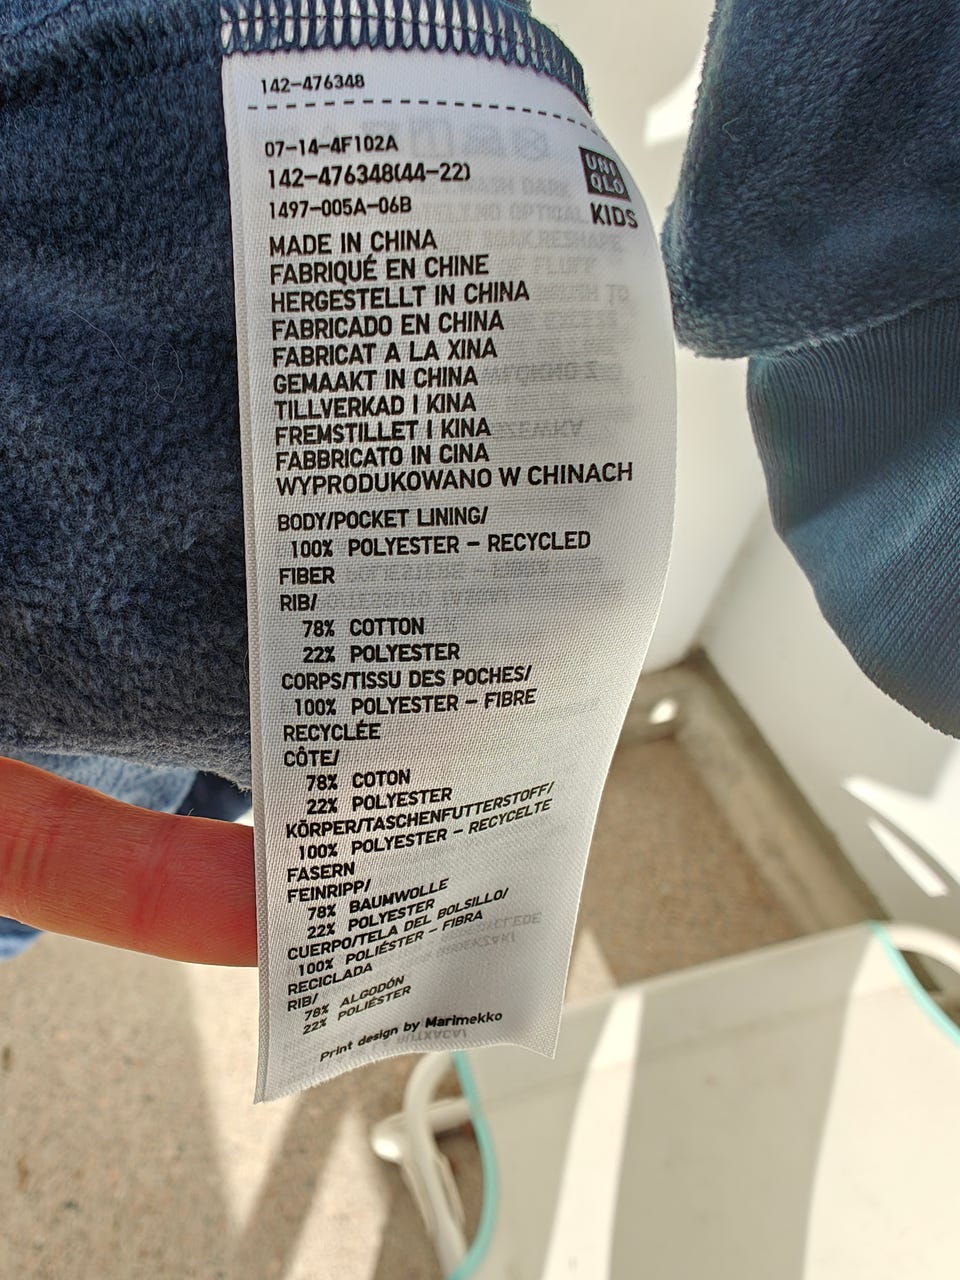 142-476348
07-14-4F102A
142-476348(44-22)
1497-005A-06B
UNI
QLO
KIDS
MADE IN CHINA
FABRIQUÉ EN CHINE
HERGESTELLT IN CHINA
FABRICADO EN CHINA
FABRICAT A LA XINA
GEMAAKT IN CHINA
TILLVERKAD I KINA
FREMSTILLET I KINA
FABBRICATO IN CINA
WYPRODUKOWANO W CHINACH
BODY/POCKET LINING/
100% POLYESTER - RECYCLED
FIBER
RIB/
78% COTTON
22% POLYESTER
CORPS/TISSU DES POCHES/
100% POLYESTER - FIBRE
RECYCLÉE
CÔTE/
78% COTON
22% POLYESTER
KÖRPER/TASCHENFUTTERSTOFF/
100% POLYESTER - RECYCELTE
FASERN
FEINRIPP/
78% BAUMWOLLE
22% POLYESTER
CUERPO/TELA DEL BOLSILLO/
100% POLIÉSTER - FIBRA
RECICLADA
RIB/
78% ALGODÓN
22% POLIÉSTER
Print design by Marimekko